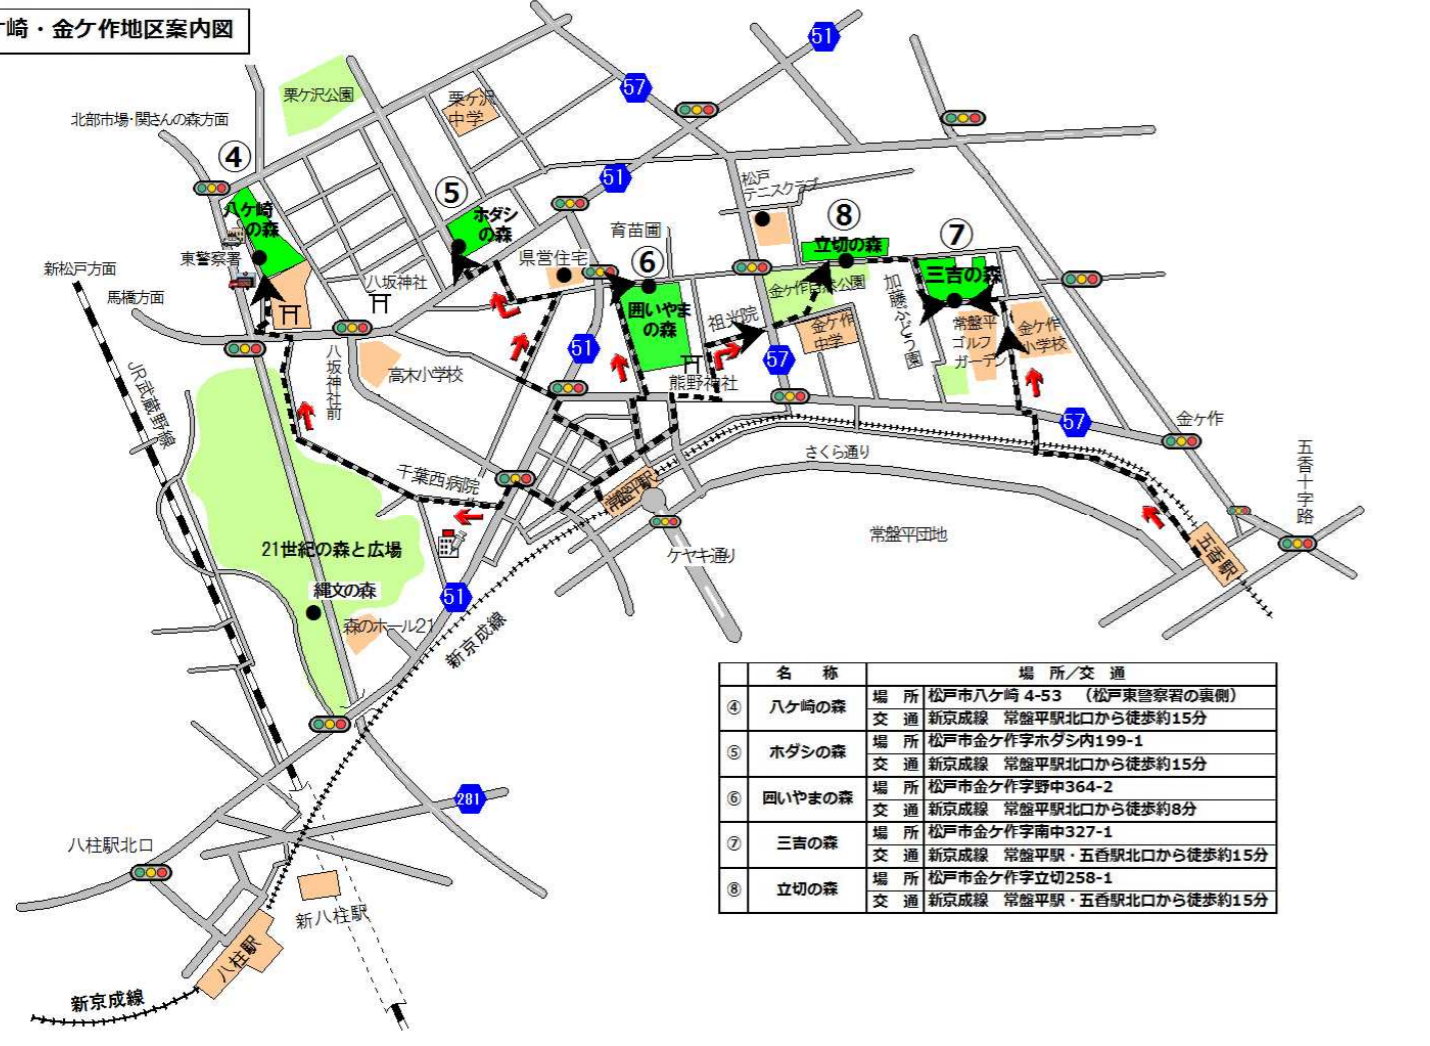 ケ崎・金ケ作地区案内図
51
57
栗ケ沢公園
栗ケ沢
中学
北部市場・関さんの森方面
④
⑤
51
松戸
テニスクラブ
⑧
⑦
八ケ崎
の森
ホダシ
の森
育苗圃
立切の森
東警察署
県営住宅
⑥
三吉の森
新松戸方面
八坂神社
金ケ作自然公園
加藤ぶどう園
馬橋方面
囲いやま
の森
祖光院
金ケ作
中学
常盤平
ゴルフ
ガーデン
金ケ作
小学校
51
57
JR武蔵野線
八坂神社前
高木小学校
熊野神社
57
金ケ作
五香十字路
さくら通り
千葉西病院
常盤平駅
常盤平団地
ケヤキ通り
五香駅
21世紀の森と広場
縄文の森
51
森のホール21
新京成線
281
八柱駅北口
新八柱駅
八柱駅
新京成線
名 称 場 所／交 通
④ 八ケ崎の森 場 所 松戸市八ケ崎 4-53 （松戸東警察署の裏側）
交 通 新京成線 常盤平駅北口から徒歩約15分
⑤ ホダシの森 場 所 松戸市金ケ作字ホダシ内199-1
交 通 新京成線 常盤平駅北口から徒歩約15分
⑥ 囲いやまの森 場 所 松戸市金ケ作字野中364-2
交 通 新京成線 常盤平駅北口から徒歩約8分
⑦ 三吉の森 場 所 松戸市金ケ作字南中327-1
交 通 新京成線 常盤平駅・五香駅北口から徒歩約15分
⑧ 立切の森 場 所 松戸市金ケ作字立切258-1
交 通 新京成線 常盤平駅・五香駅北口から徒歩約15分